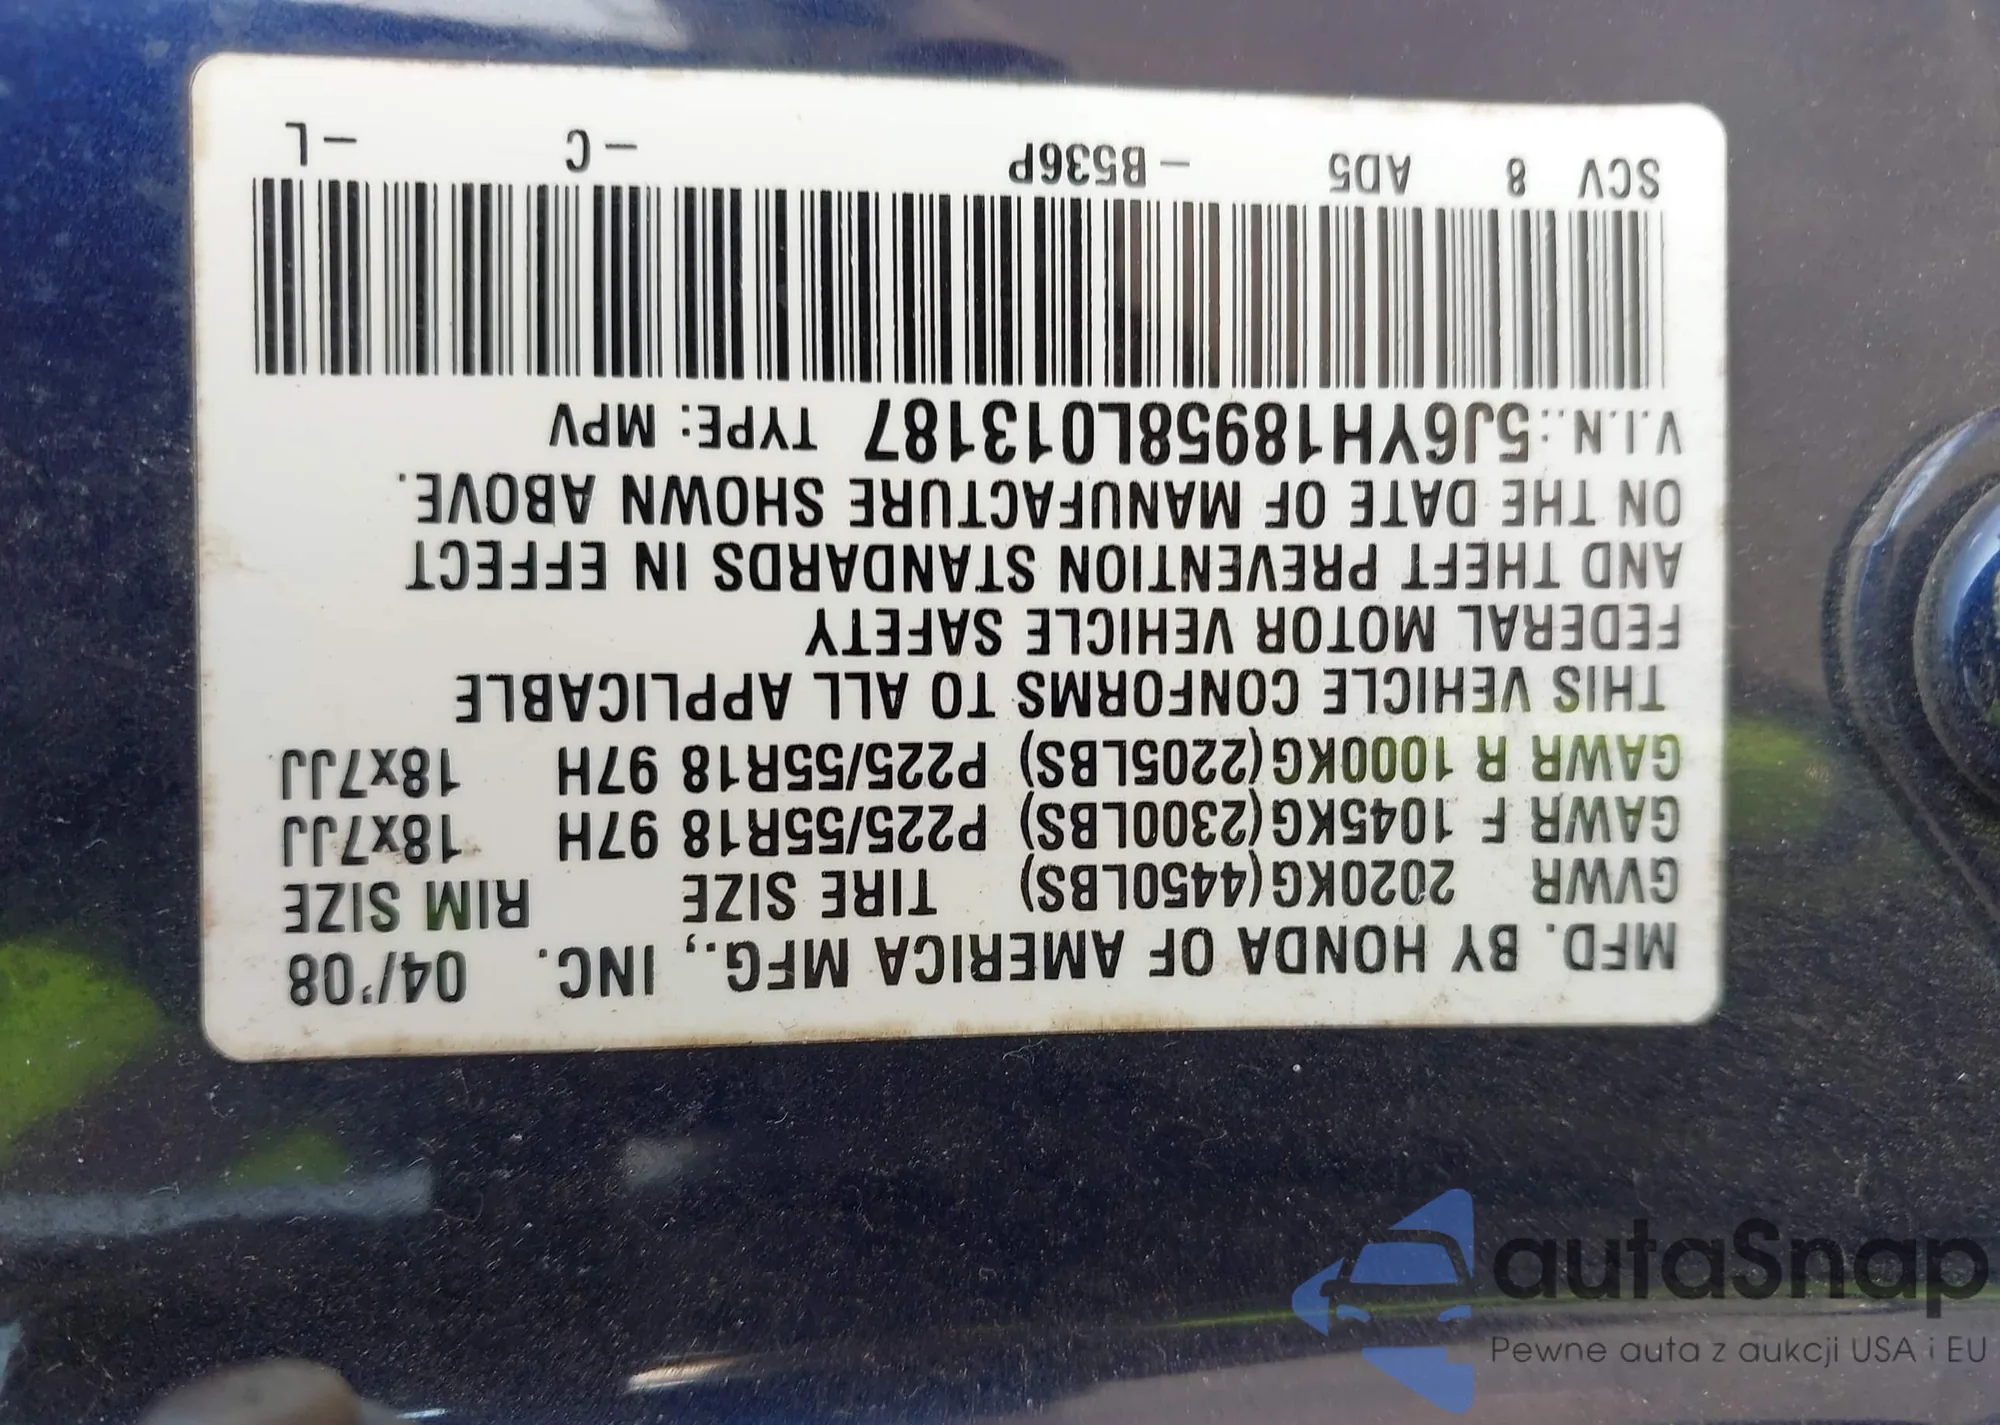 MFD. BY HONDA OF AMERICA MFG., INC. 04/'08
GVWR 2020KG(4450LBS) TIRE SIZE RIM SIZE
GAWR F 1045KG(2300LBS) P225/55R18 97H 18x7JJ
GAWR R 1000KG(2205LBS) P225/55R18 97H 18x7JJ
THIS VEHICLE CONFORMS TO ALL APPLICABLE
FEDERAL MOTOR VEHICLE SAFETY
AND THEFT PREVENTION STANDARDS IN EFFECT
ON THE DATE OF MANUFACTURE SHOWN ABOVE.
V.I.N.:5J6YH18958L013187 TYPE: MPV
SCV 8 AD5 -B536P -C -L
autaSnap
Pewne auta z aukcji USA i EU